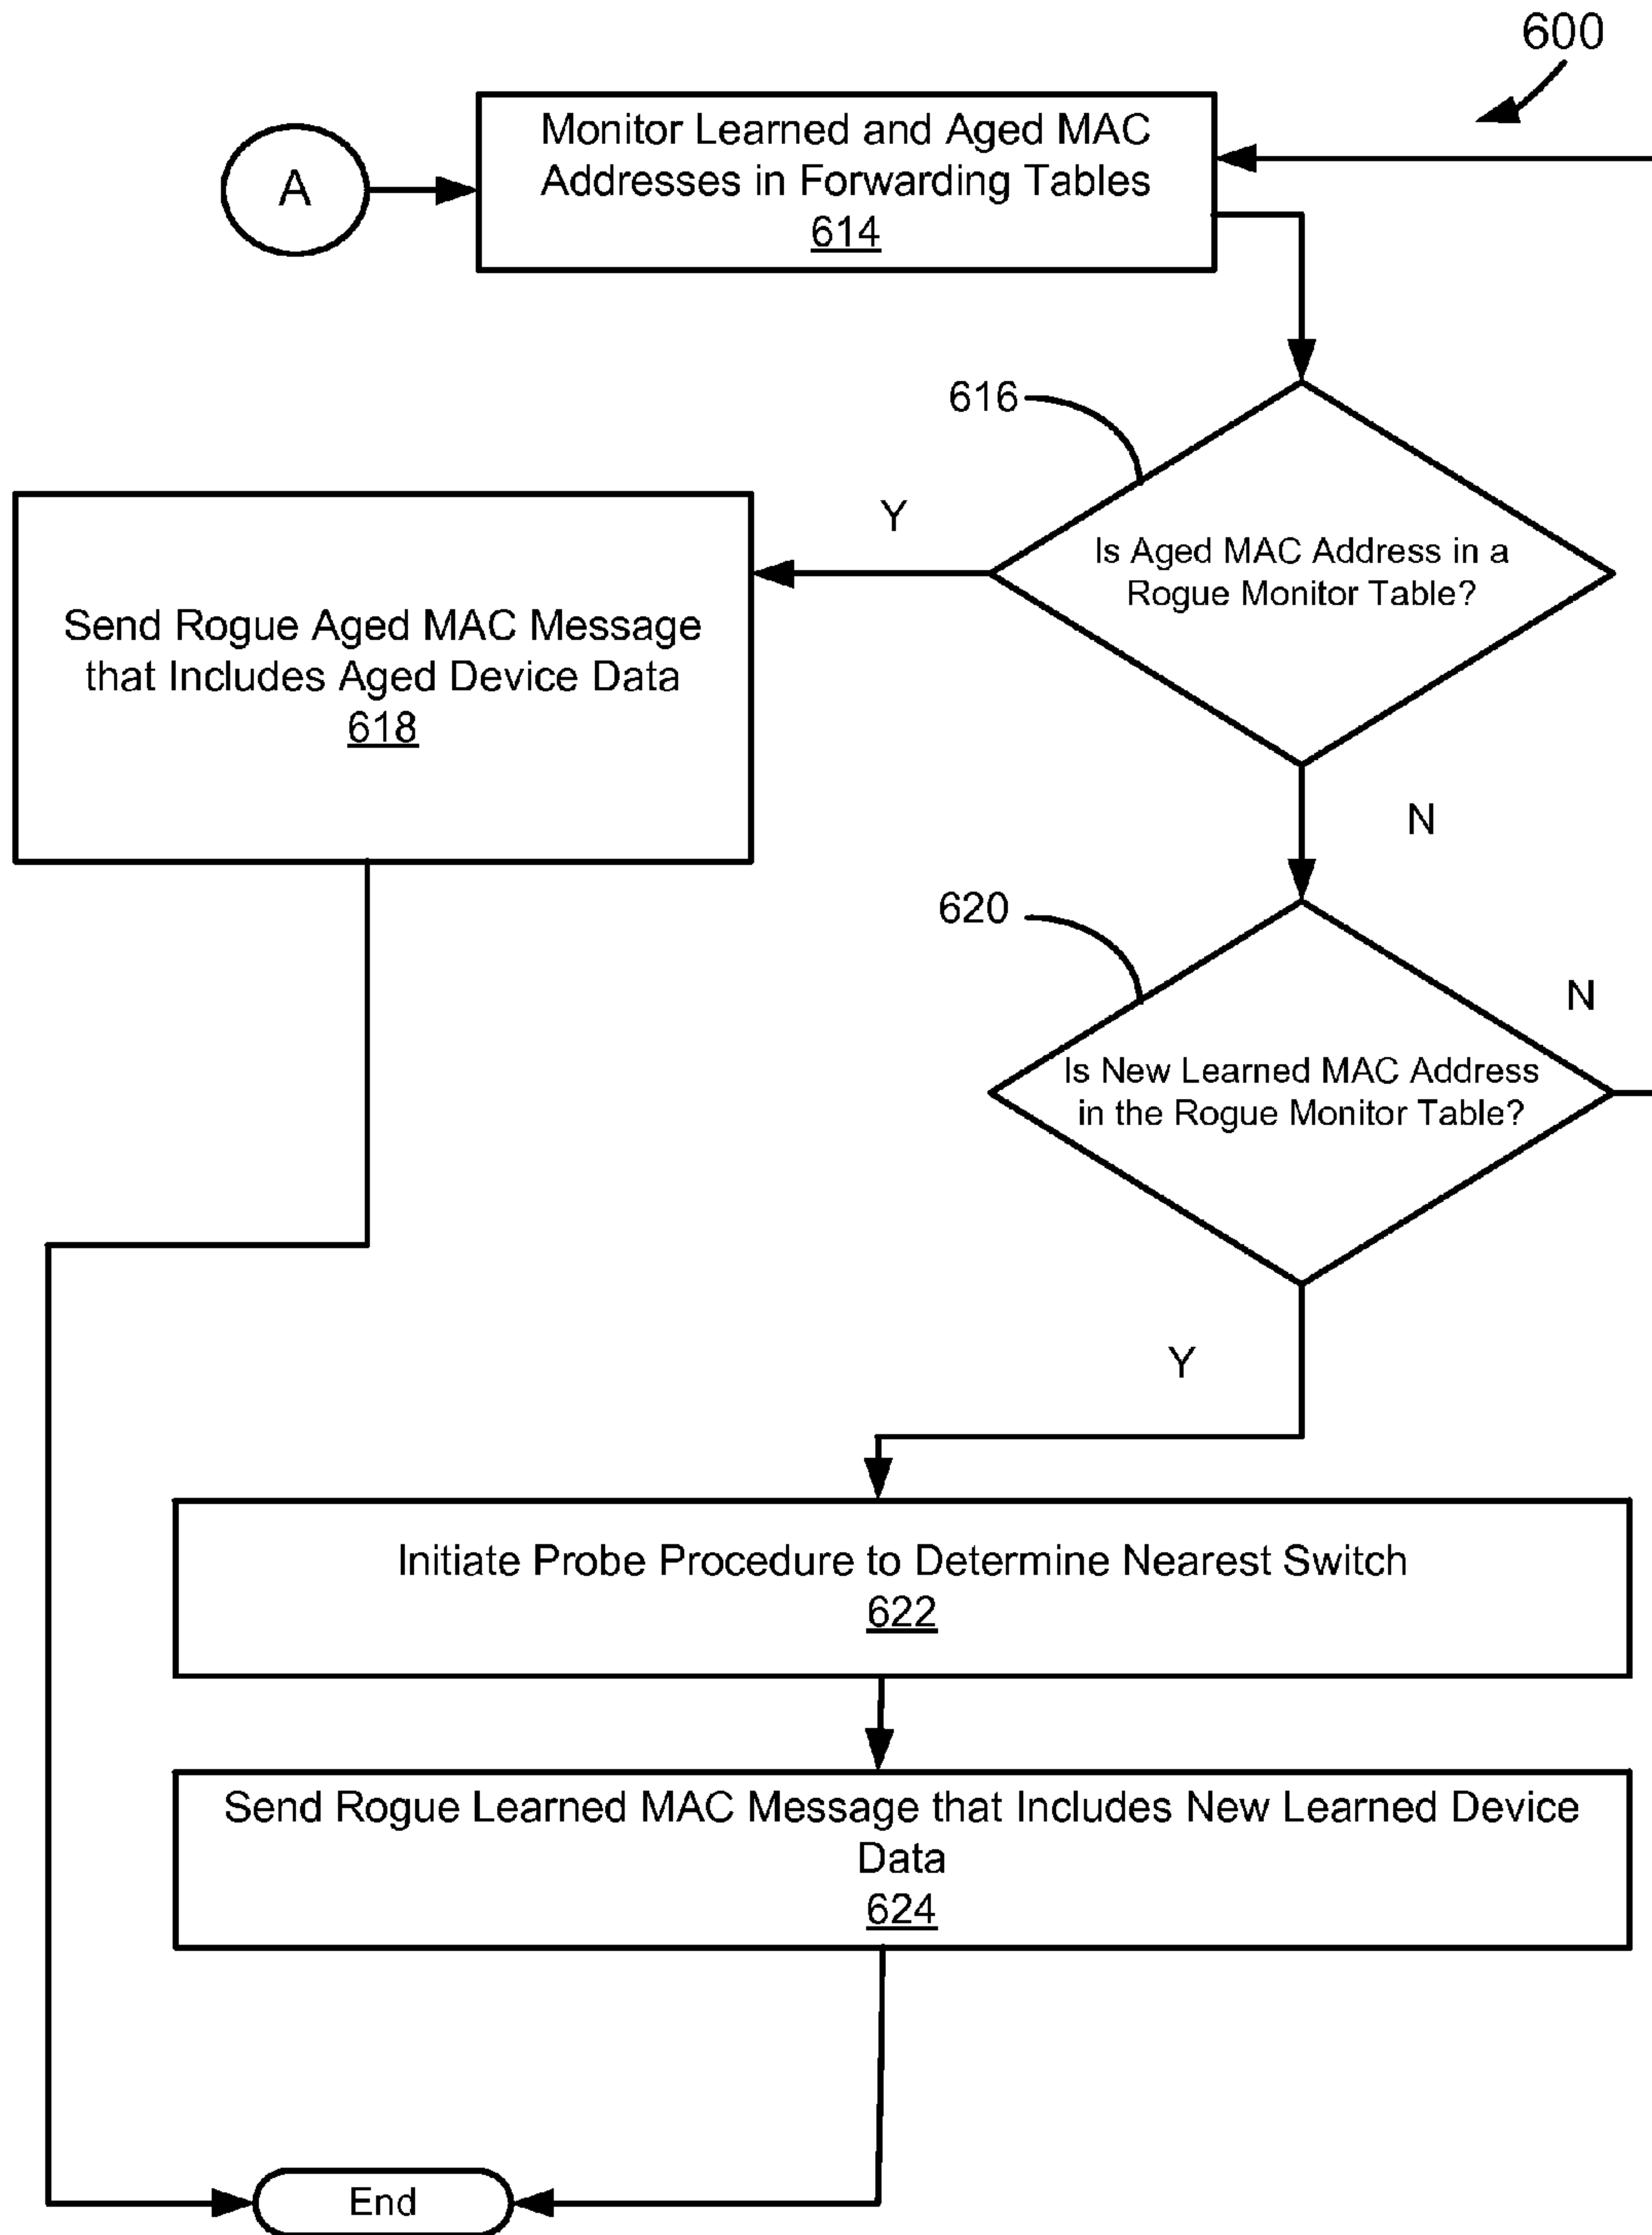 600
A
Monitor Learned and Aged MAC
Addresses in Forwarding Tables
614
616
Y
Is Aged MAC Address in a
Rogue Monitor Table?
Send Rogue Aged MAC Message
that Includes Aged Device Data
618
N
620
N
Is New Learned MAC Address
in the Rogue Monitor Table?
Y
Initiate Probe Procedure to Determine Nearest Switch
622
Send Rogue Learned MAC Message that Includes New Learned Device
Data
624
End